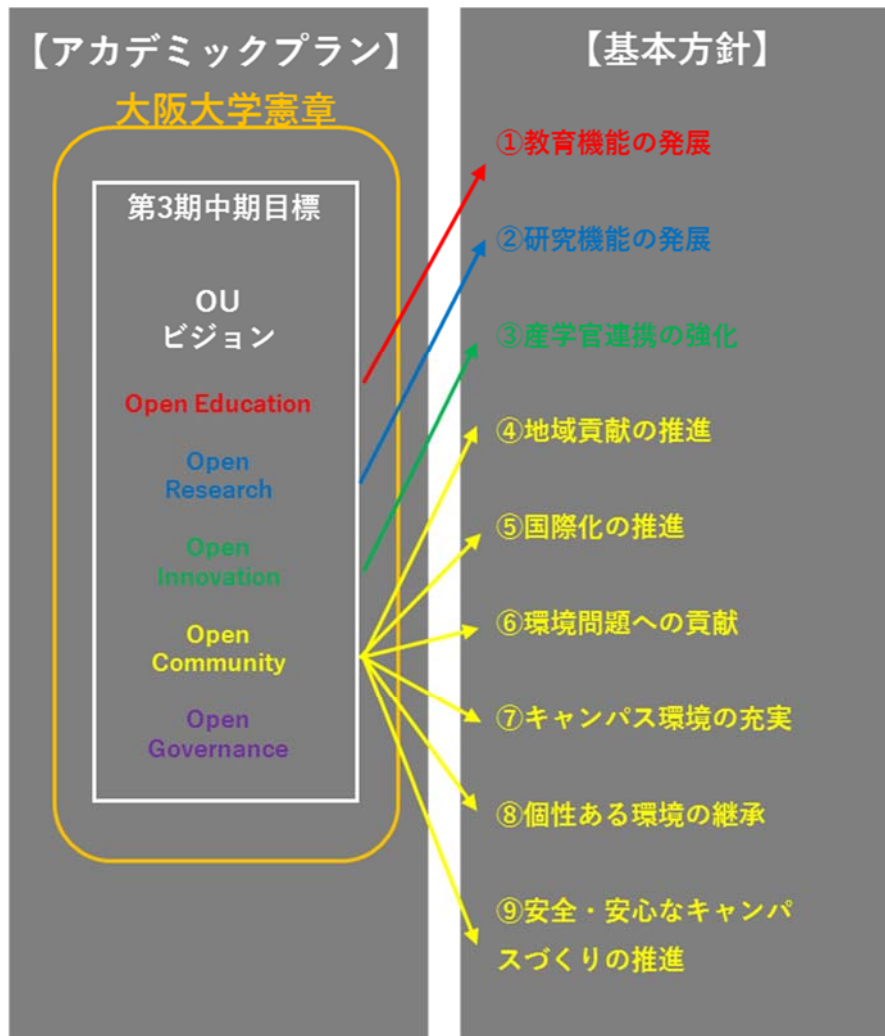 【アカデミックプラン】
大阪大学憲章
第3期中期目標
OU
ビジョン
Open Education
Open
Research
Open
Innovation
Open
Community
Open
Governance
【基本方針】
①教育機能の発展
②研究機能の発展
③産学官連携の強化
④地域貢献の推進
⑤国際化の推進
⑥環境問題への貢献
⑦キャンパス環境の充実
⑧個性ある環境の継承
⑨安全・安心なキャンパ
スづくりの推進